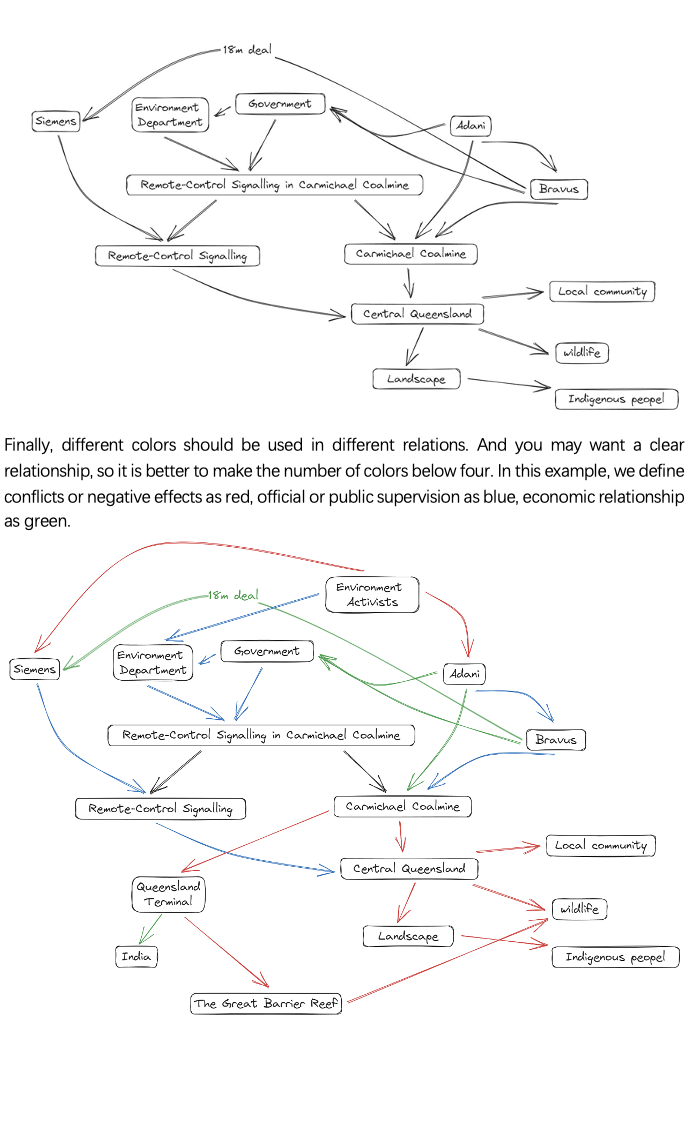 18m deal
Environment
Department
Government
Siemens
Adani
Remote-Control Signalling in Carmichael Coalmine
Bravus
Remote-Control Signalling
Carmichael Coalmine
Local community
Central Queensland
wildlife
Landscape
Indigenous peopel
Finally, different colors should be used in different relations. And you may want a clear
relationship, so it is better to make the number of colors below four. In this example, we define
conflicts or negative effects as red, official or public supervision as blue, economic relationship
as green.
Environment
Activists
18m deal
Environment
Department
Government
Siemens
Adani
Remote-Control Signalling in Carmichael Coalmine
Bravus
Remote-Control Signalling
Carmichael Coalmine
Local community
Central Queensland
Queensland
Terminal
wildlife
Landscape
India
Indigenous peopel
The Great Barrier Reef